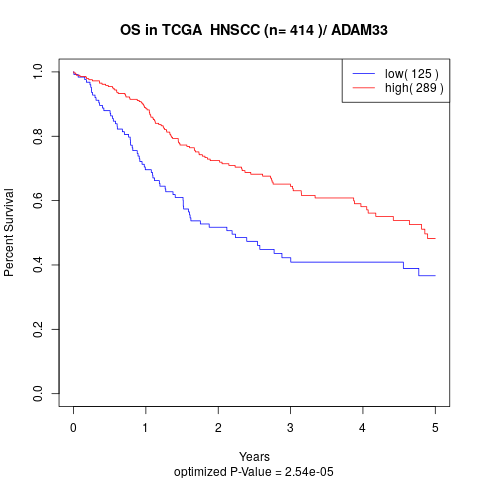 OS in TCGA HNSCC (n= 414 )/ ADAM33
low( 125 )
high( 289 )
1.0
0.8
0.6
0.4
0.2
0.0
Percent Survival
0 1 2 3 4 5
Years
optimized P-Value = 2.54e-05